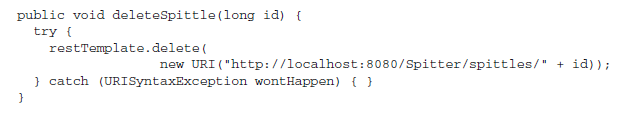 public void deleteSpittle(long id) {
  try {
    restTemplate.delete(
                new URI("http://localhost:8080/Spitter/spittles/" + id));
  } catch (URISyntaxException wontHappen) { }
}